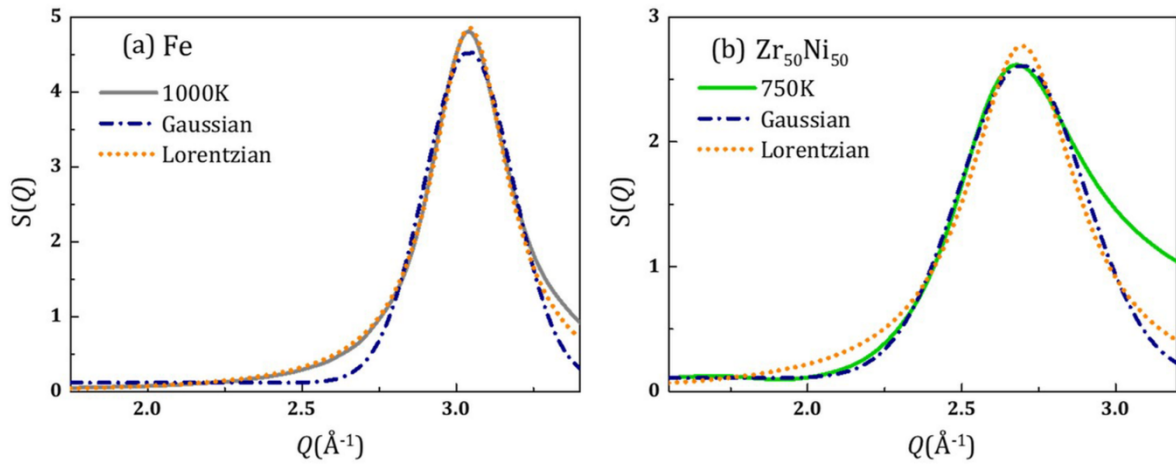 (a) Fe
1000K
Gaussian
Lorentzian
5
4
3
2
1
0
S(Q)
2.0 2.5 3.0
Q(Å⁻¹)
(b) Zr₅₀Ni₅₀
750K
Gaussian
Lorentzian
3
2
1
0
S(Q)
2.0 2.5 3.0
Q(Å⁻¹)